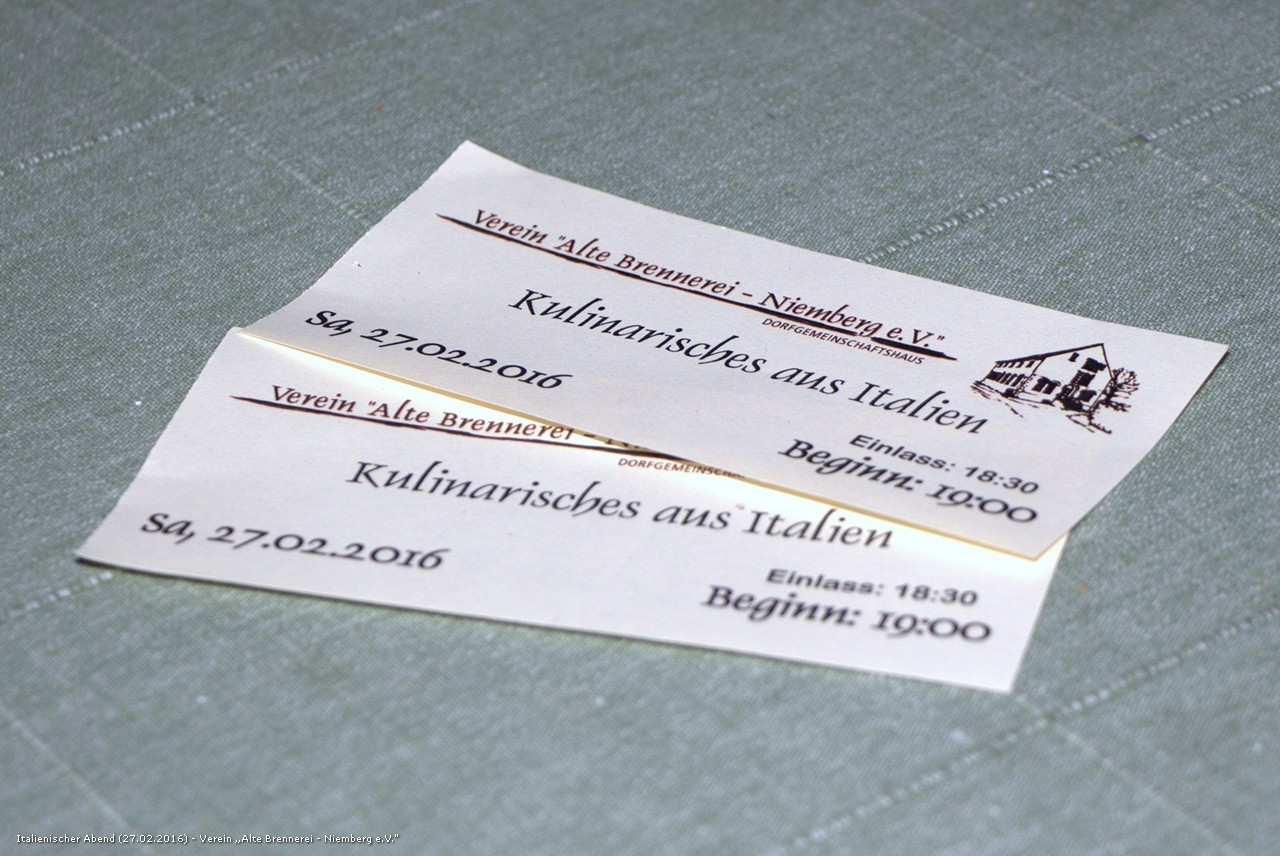 Verein "Alte Brennerei - Niemberg e.V."
DORFGEMEINSCHAFTSHAUS
Kulinarisches aus Italien
Sa, 27.02.2016
Einlass: 18:30
Beginn: 19:00
Verein "Alte Brennerei -
DORFGEMEINSCHA
Kulinarisches aus Italien
Sa, 27.02.2016
Einlass: 18:30
Beginn: 19:00
Italienischer Abend (27.02.2016) - Verein ,,Alte Brennerei - Niemberg e.V."